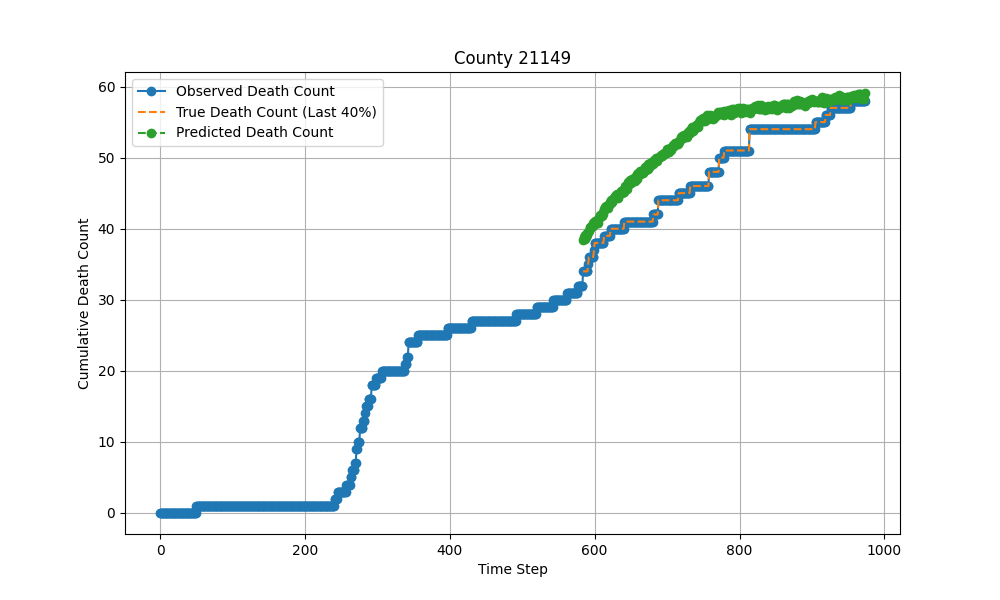 County 21149
Observed Death Count
True Death Count (Last 40%)
Predicted Death Count
Cumulative Death Count
60
50
40
30
20
10
0
0 200 400 600 800 1000
Time Step